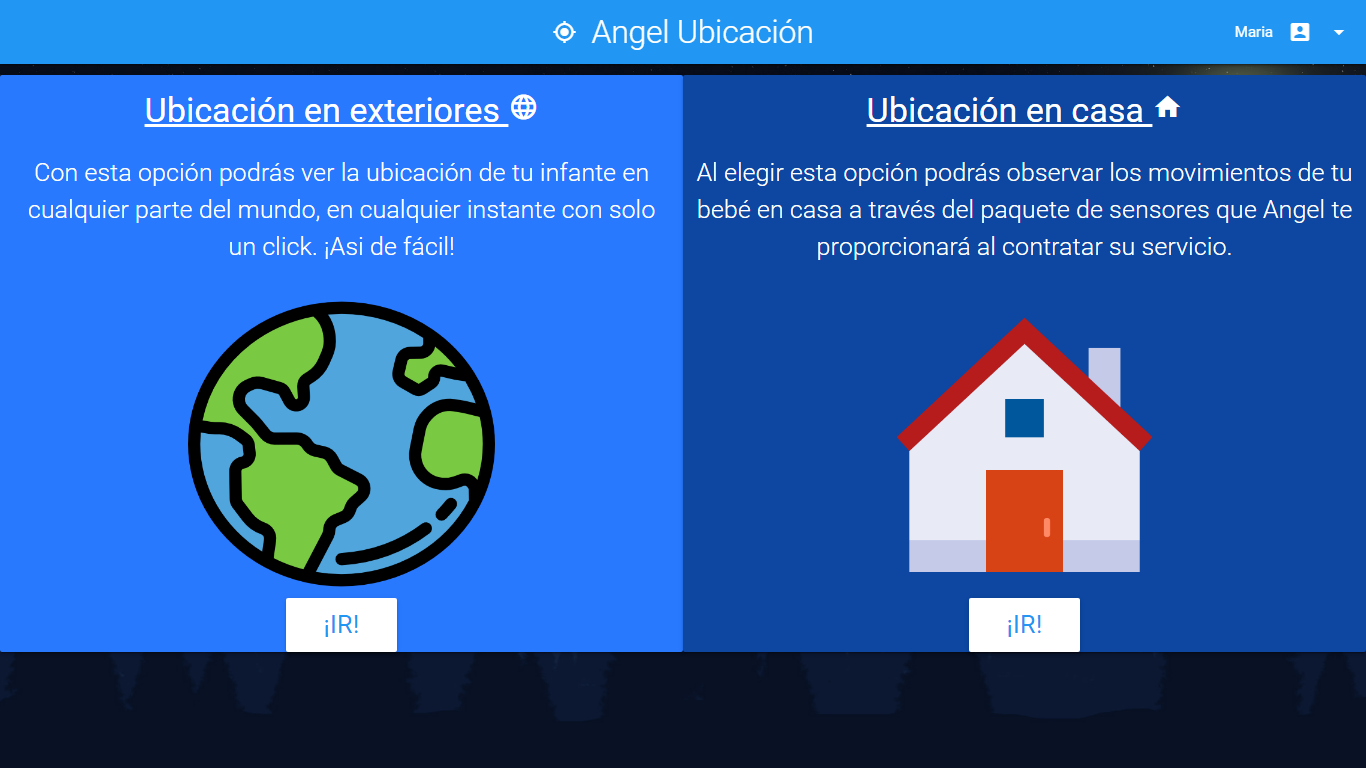 Angel Ubicación
Maria
Ubicación en exteriores
Con esta opción podrás ver la ubicación de tu infante en
cualquier parte del mundo, en cualquier instante con solo
un click. ¡Asi de fácil!
¡IR!
Ubicación en casa
Al elegir esta opción podrás observar los movimientos de tu
bebé en casa a través del paquete de sensores que Angel te
proporcionará al contratar su servicio.
¡IR!